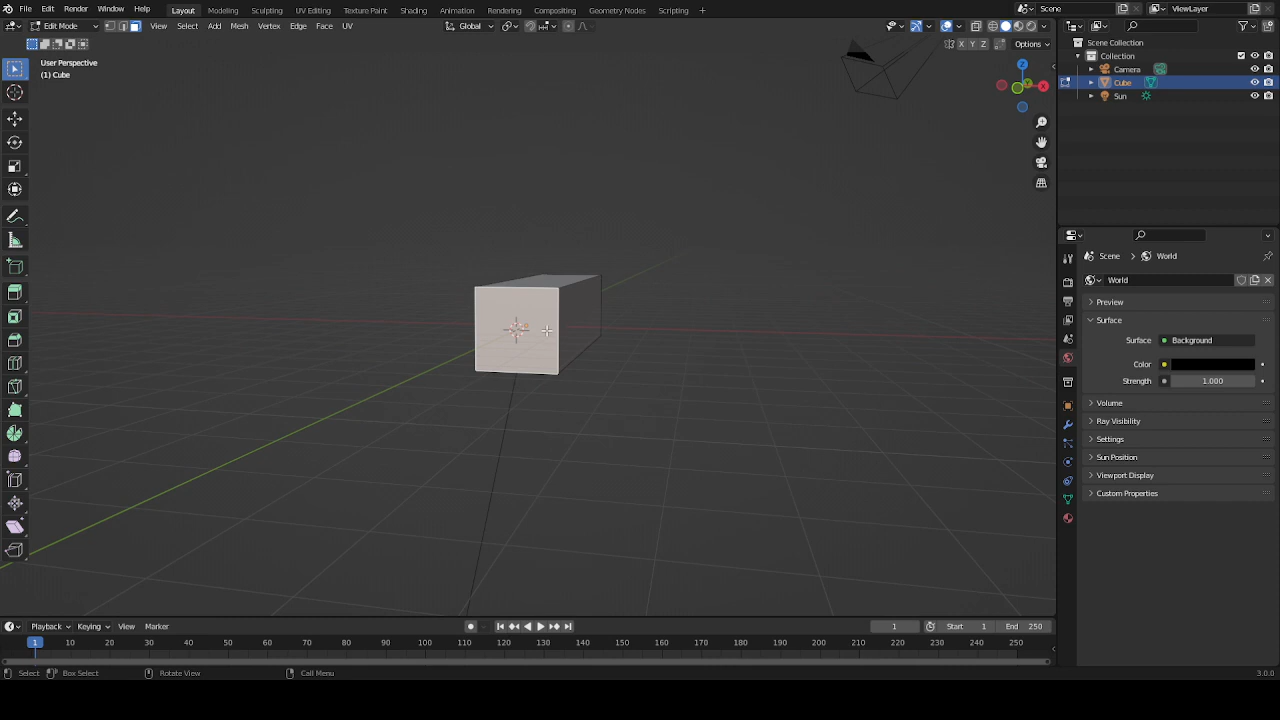 File Edit Render Window Help Layout Modeling Sculpting UV Editing Texture Paint Shading Animation Rendering Compositing Geometry Nodes Scripting + Scene ViewLayer
Edit Mode View Select Add Mesh Vertex Edge Face UV Global
X Y Z Options
User Perspective
(1) Cube
Z
X
Y
Scene Collection
Collection
Camera
Cube
Sun
Scene > World
World
Preview
Surface
Surface Background
Color
Strength 1.000
Volume
Ray Visibility
Settings
Sun Position
Viewport Display
Custom Properties
Playback Keying View Marker 1 Start 1 End 250
1 10 20 30 40 50 60 70 80 90 100 110 120 130 140 150 160 170 180 190 200 210 220 230 240 250
Select Box Select Rotate View Call Menu 3.0.0